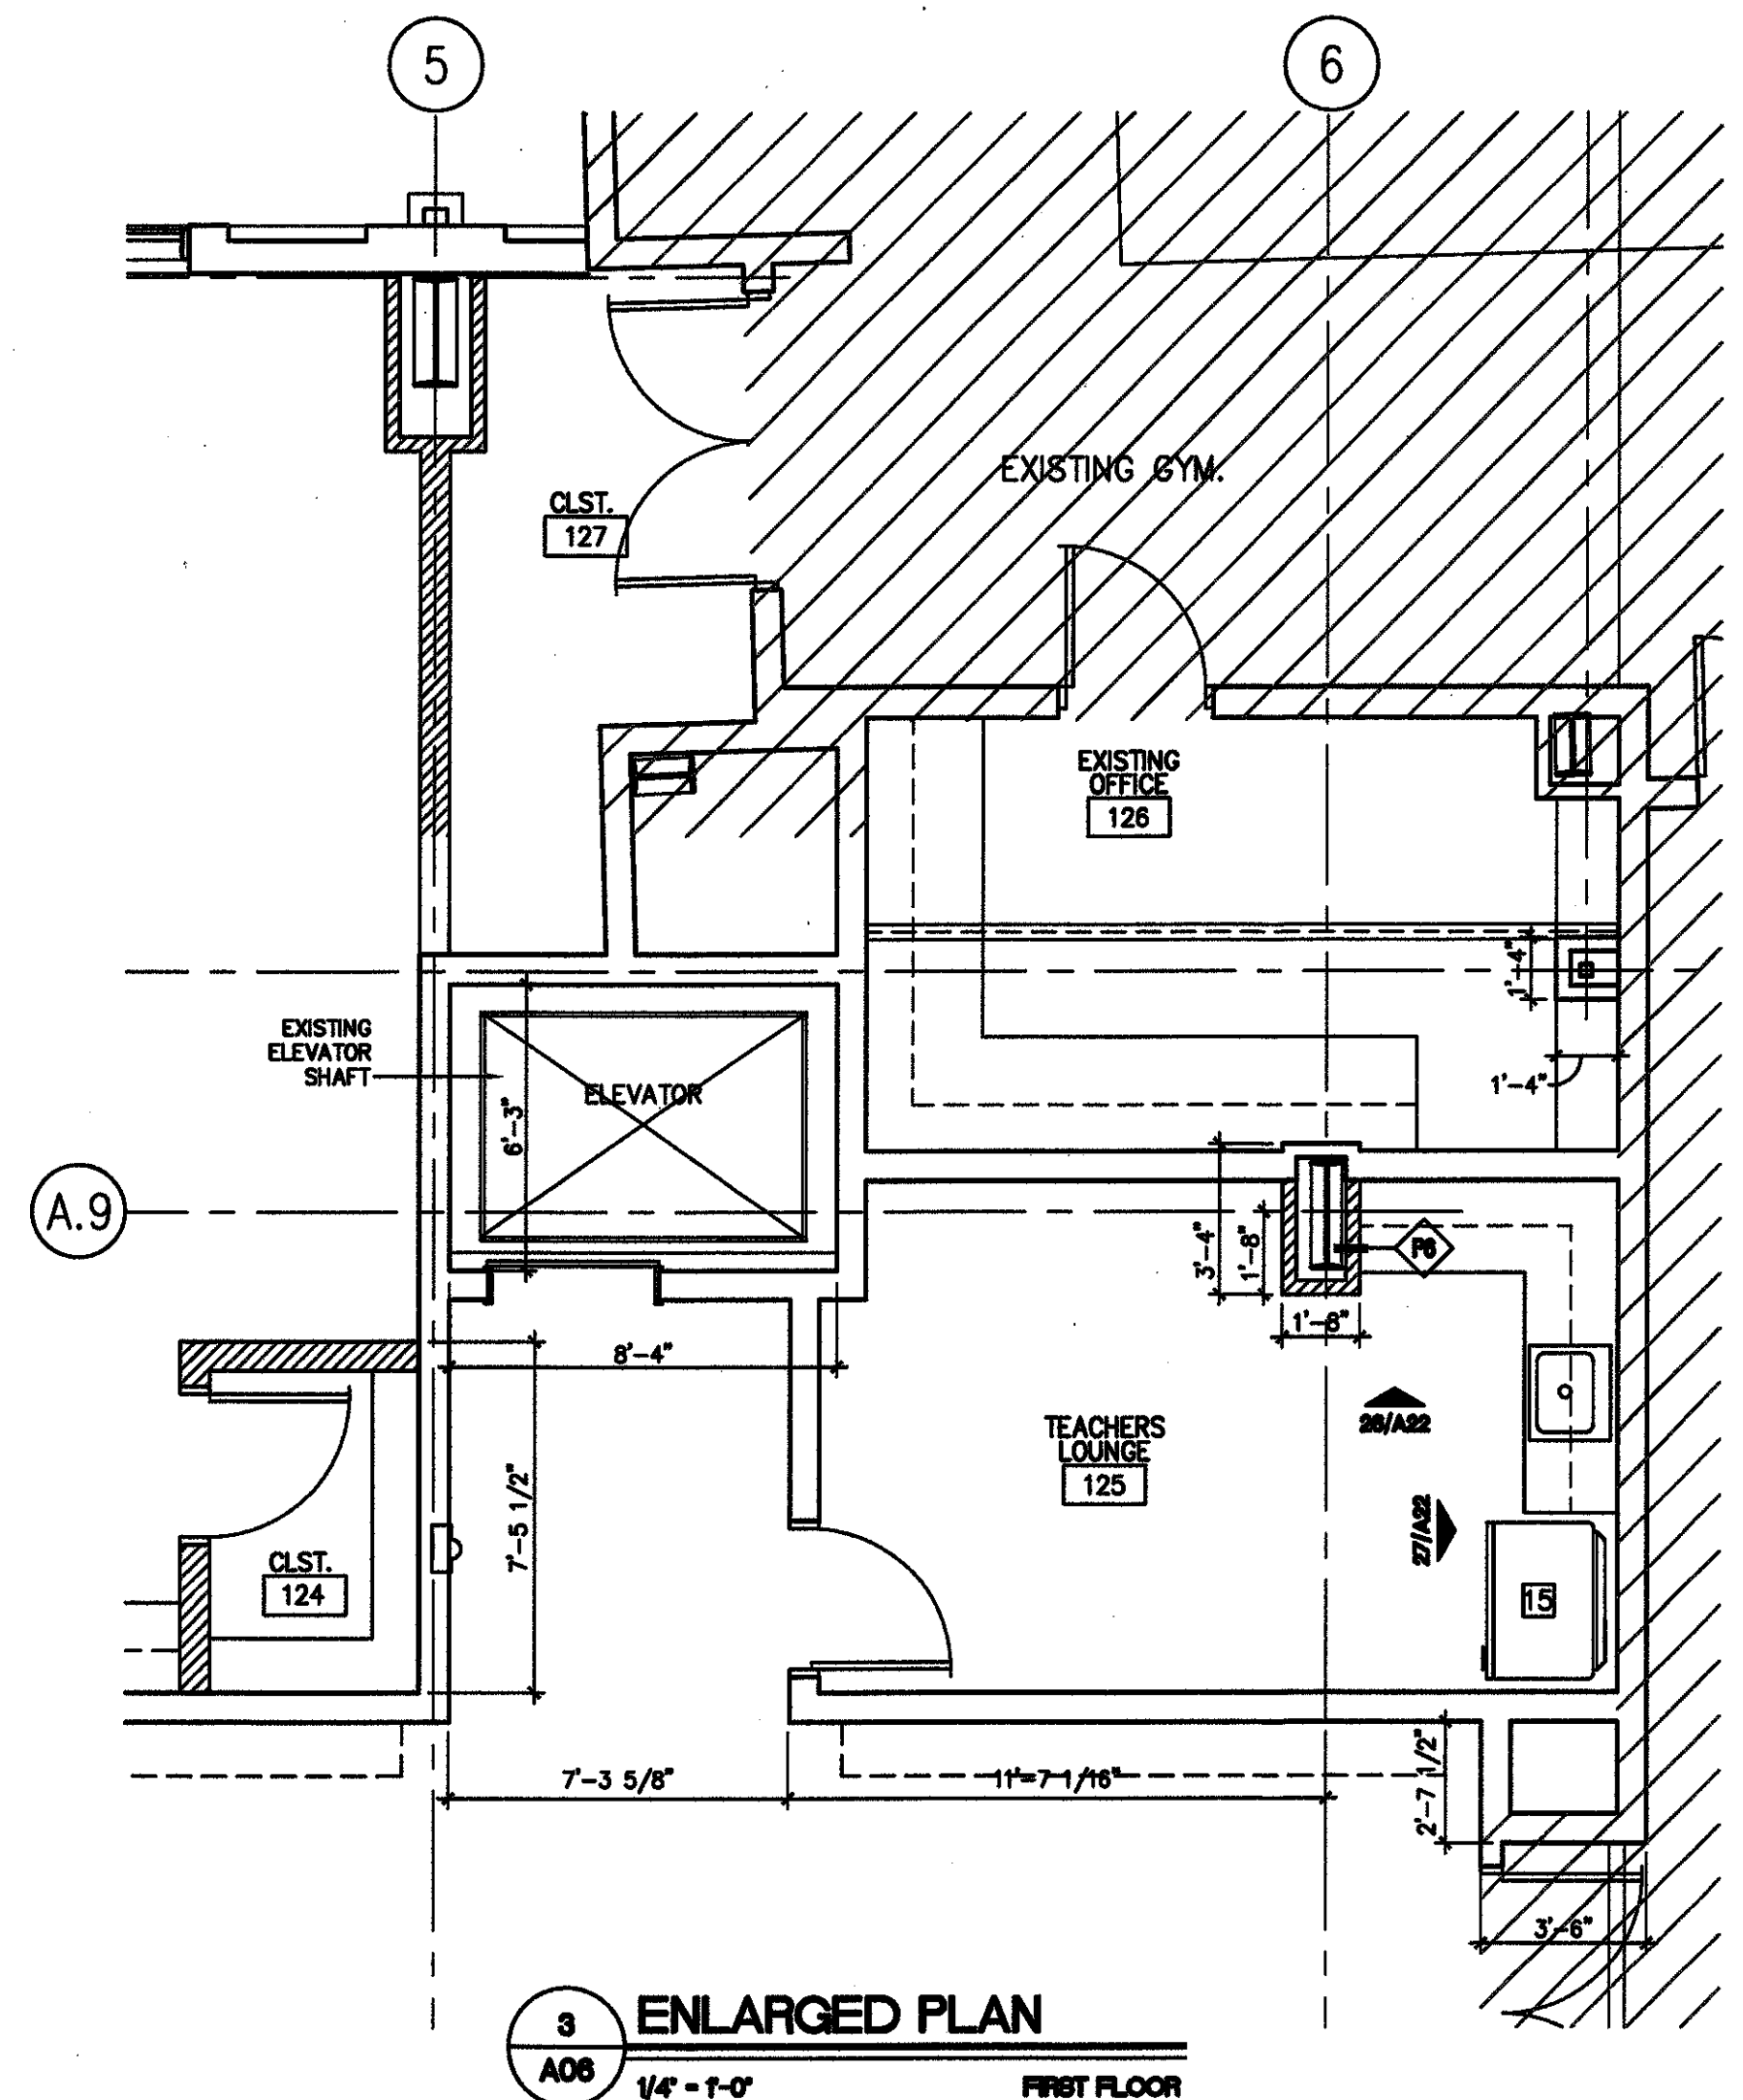 5
6
EXISTING GYM.
CLST.
127
EXISTING
OFFICE
126
1'-4"
1'-4"
EXISTING
ELEVATOR
SHAFT
ELEVATOR
6'-3"
A.9
3'-4"
1'-8"
P6
1'-8"
8'-4"
7'-5 1/2"
TEACHERS
LOUNGE
125
26/A22
27/A22
15
CLST.
124
7'-3 5/8"
11'-7 1/16"
2'-7 1/2"
3'-6"
3
A06
ENLARGED PLAN
1/4" = 1'-0"
FIRST FLOOR